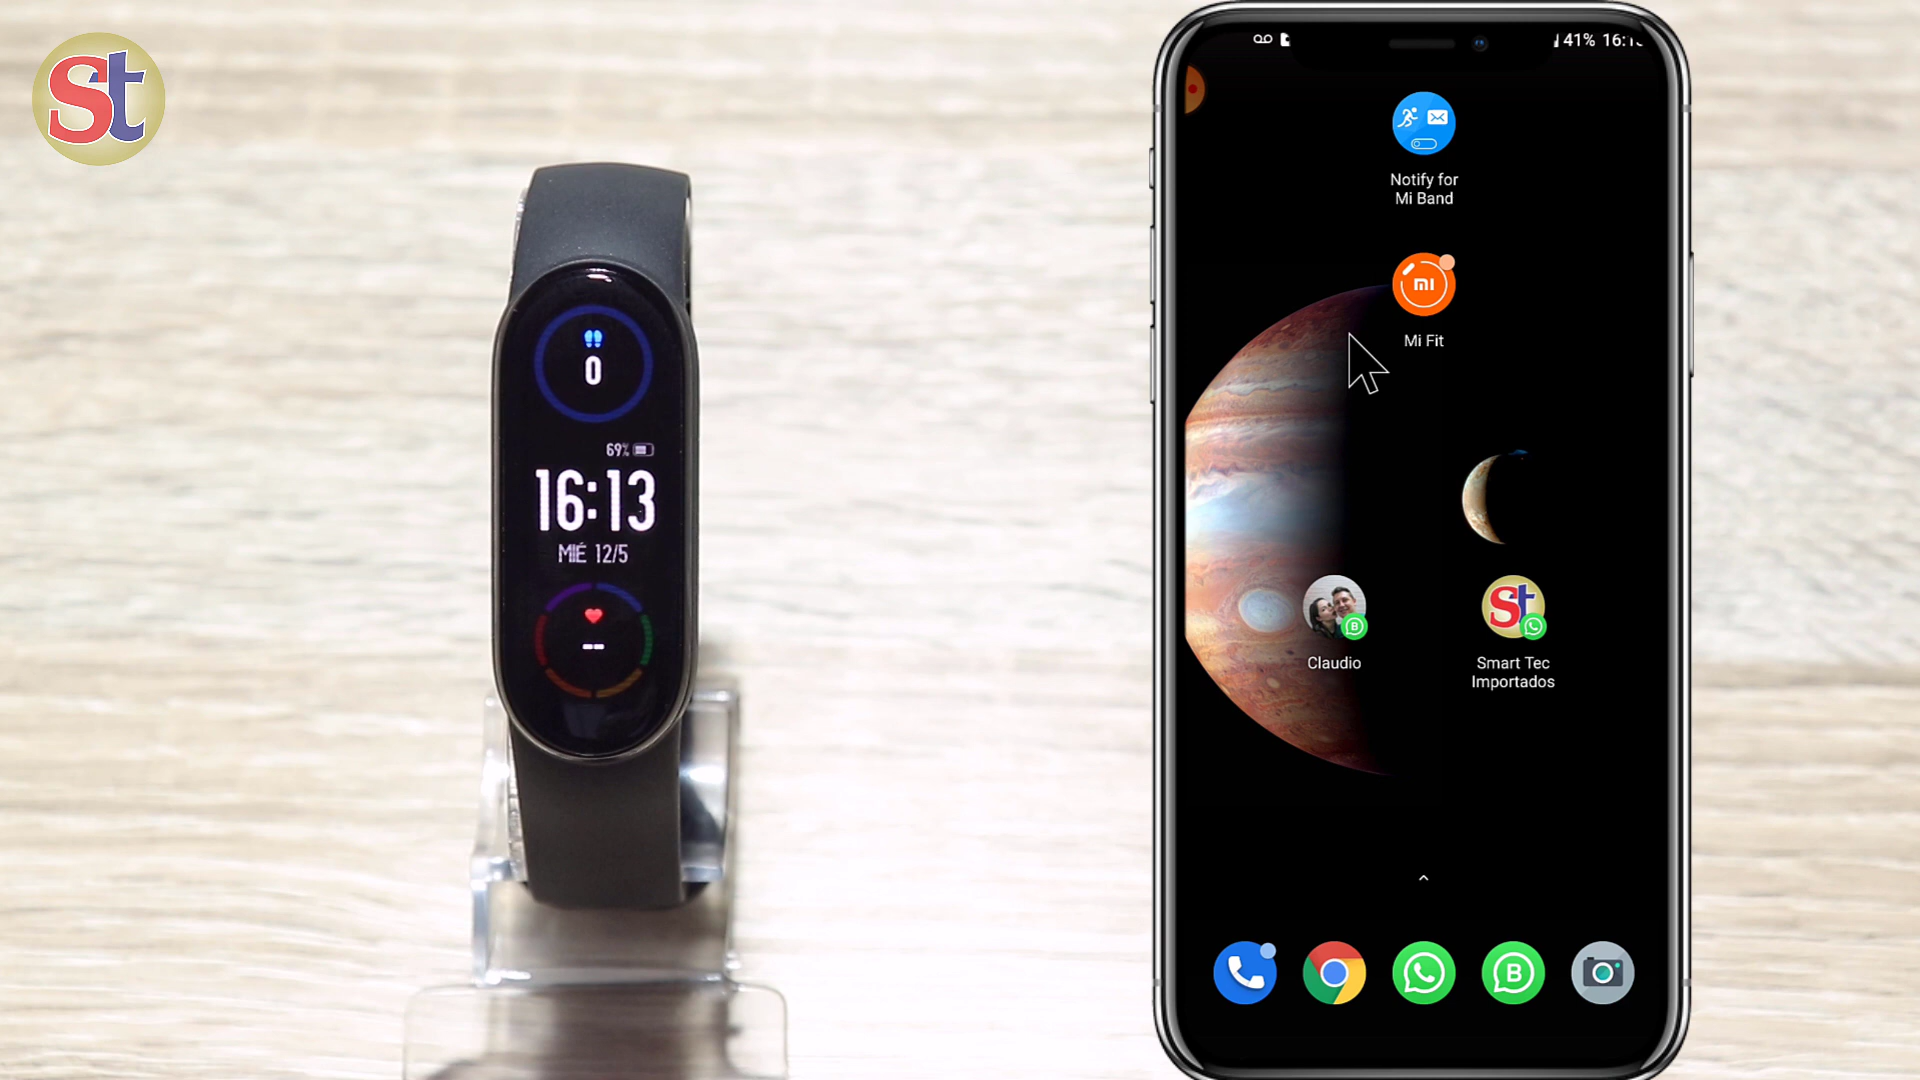 St
0
69%
16:13
MIÉ 12/5
--
41% 16:1
Notify for
Mi Band
mi
Mi Fit
B
Claudio
St
Smart Tec
Importados
B